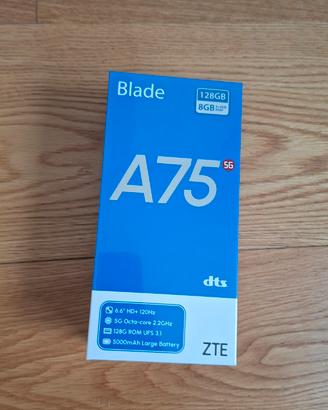 Blade
128GB
8GB
A75 5G
dts
6.6" HD+ 120Hz
5G Octa-core 2.2GHz
128G ROM UFS 3.1
5000mAh Large Battery
ZTE